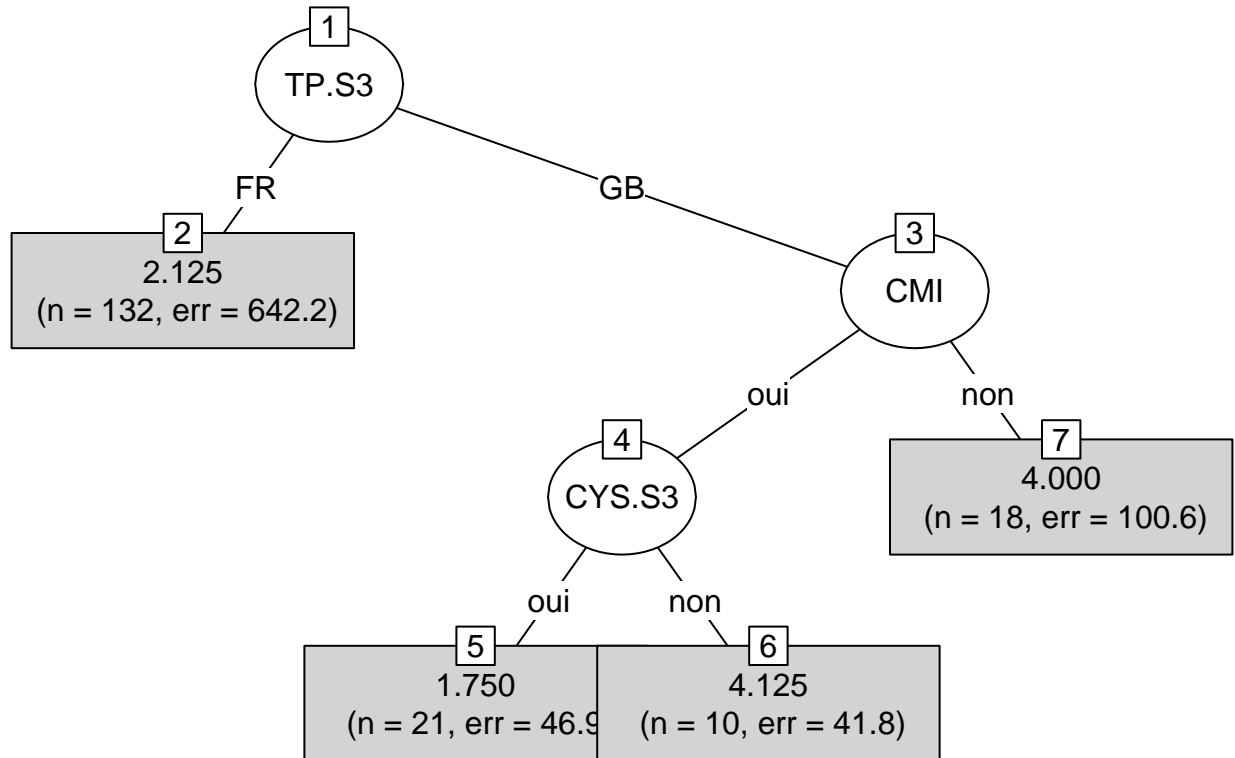 1
TP.S3
FR
GB
2
2.125
(n = 132, err = 642.2)
3
CMI
oui
non
4
CYS.S3
7
4.000
(n = 18, err = 100.6)
oui
non
5
1.750
(n = 21, err = 46.9
6
4.125
(n = 10, err = 41.8)